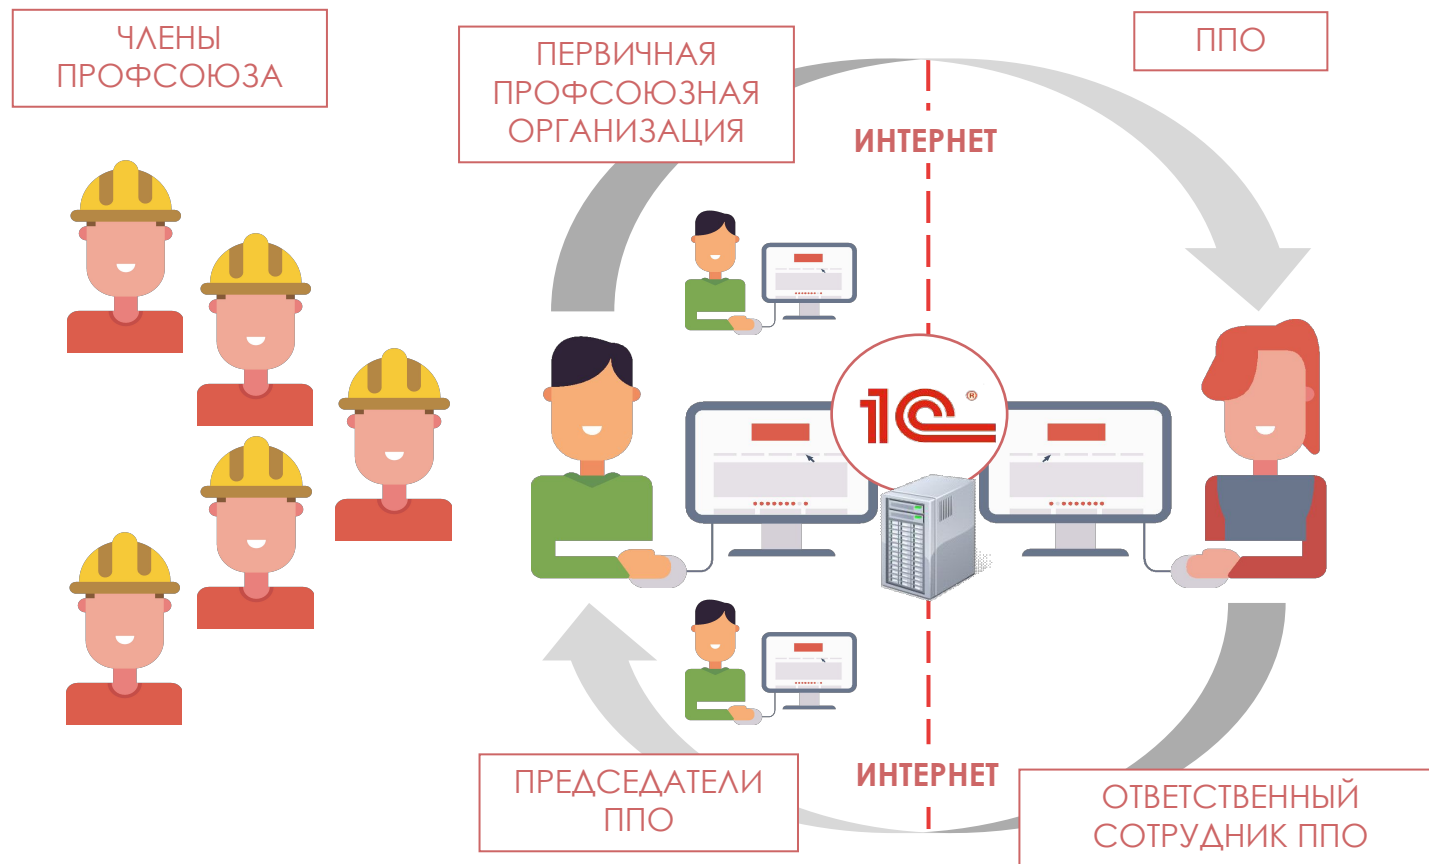 ЧЛЕНЫ
ПРОФСОЮЗА
ПЕРВИЧНАЯ
ПРОФСОЮЗНАЯ
ОРГАНИЗАЦИЯ
ППО
ИНТЕРНЕТ
1С®
ИНТЕРНЕТ
ПРЕДСЕДАТЕЛИ
ППО
ОТВЕТСТВЕННЫЙ
СОТРУДНИК ППО